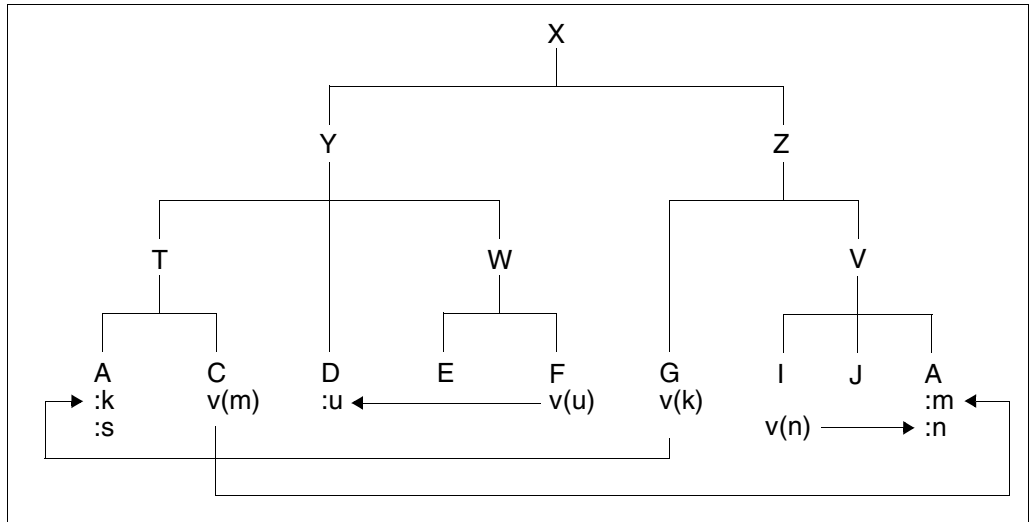 X
Y Z
T W V
A C D E F G I J A
:k v(m) :u v(u) v(k) :m
:s v(n) :n